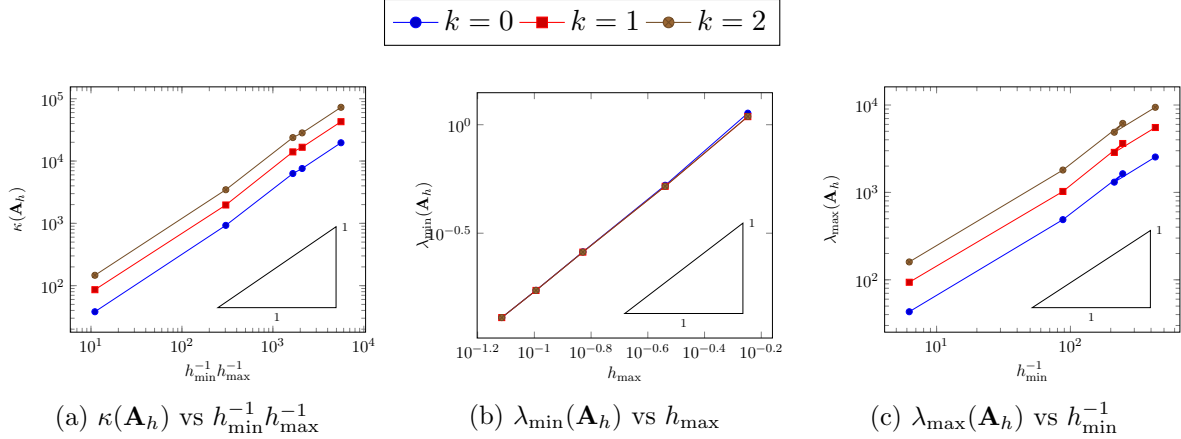 k = 0 k = 1 k = 2
10^5
10^4
10^3
10^2
κ(𝐀_h)
1
1
10^1 10^2 10^3 10^4
h_min^{-1} h_max^{-1}
(a) κ(𝐀_h) vs h_min^{-1} h_max^{-1}
10^0
10^{-0.5}
λ_min(𝐀_h)
1
1
10^{-1.2} 10^{-1} 10^{-0.8} 10^{-0.6} 10^{-0.4} 10^{-0.2}
h_max
(b) λ_min(𝐀_h) vs h_max
10^4
10^3
10^2
λ_max(𝐀_h)
1
1
10^1 10^2
h_min^{-1}
(c) λ_max(𝐀_h) vs h_min^{-1}